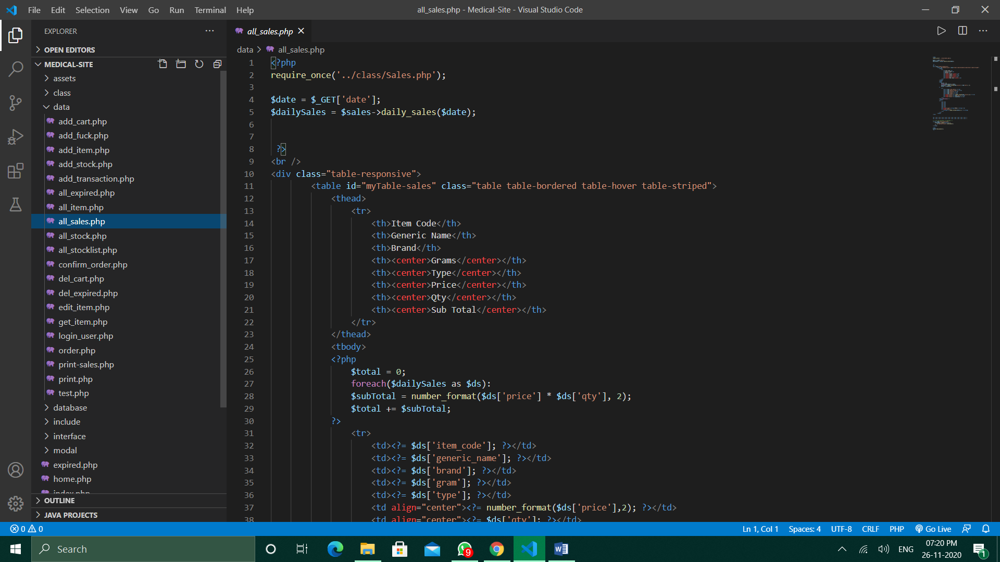 File Edit Selection View Go Run Terminal Help
all_sales.php - Medical-Site - Visual Studio Code
EXPLORER
OPEN EDITORS
MEDICAL-SITE
assets
class
data
add_cart.php
add_fuck.php
add_item.php
add_stock.php
add_transaction.php
all_expired.php
all_item.php
all_sales.php
all_stock.php
all_stocklist.php
confirm_order.php
del_cart.php
del_expired.php
edit_item.php
get_item.php
login_user.php
order.php
print-sales.php
print.php
test.php
database
include
interface
modal
expired.php
home.php
index.php
OUTLINE
JAVA PROJECTS
all_sales.php
data > all_sales.php
1 <?php
2 require_once('../class/Sales.php');
3
4 $date = $_GET['date'];
5 $dailySales = $sales->daily_sales($date);
6
7
8 ?>
9 <br />
10 <div class="table-responsive">
11 <table id="myTable-sales" class="table table-bordered table-hover table-striped">
12 <thead>
13 <tr>
14 <th>Item Code</th>
15 <th>Generic Name</th>
16 <th>Brand</th>
17 <th><center>Grams</center></th>
18 <th><center>Type</center></th>
19 <th><center>Price</center></th>
20 <th><center>Qty</center></th>
21 <th><center>Sub Total</center></th>
22 </tr>
23 </thead>
24 <tbody>
25 <?php
26 $total = 0;
27 foreach($dailySales as $ds):
28 $subTotal = number_format($ds['price'] * $ds['qty'], 2);
29 $total += $subTotal;
30 ?>
31 <tr>
32 <td><?= $ds['item_code']; ?></td>
33 <td><?= $ds['generic_name']; ?></td>
34 <td><?= $ds['brand']; ?></td>
35 <td><?= $ds['gram']; ?></td>
36 <td><?= $ds['type']; ?></td>
37 <td align="center"><?= number_format($ds['price'],2); ?></td>
38 <td align="center"><?= $ds['qty']; ?></td>
0 0
Ln 1, Col 1 Spaces: 4 UTF-8 CRLF PHP Go Live
Search
9
ENG
07:20 PM
26-11-2020
1